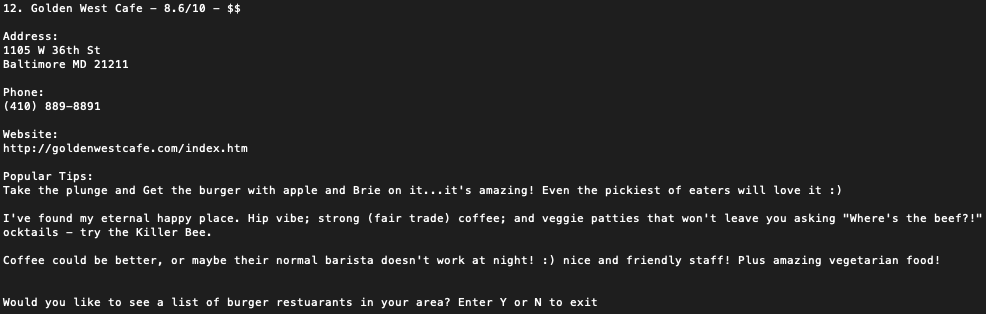 12. Golden West Cafe - 8.6/10 - $$
Address:
1105 W 36th St
Baltimore MD 21211
Phone:
(410) 889-8891
Website:
http://goldenwestcafe.com/index.htm
Popular Tips:
Take the plunge and Get the burger with apple and Brie on it...it's amazing! Even the pickiest of eaters will love it :)
I've found my eternal happy place. Hip vibe; strong (fair trade) coffee; and veggie patties that won't leave you asking "Where's the beef?!"
ocktails - try the Killer Bee.
Coffee could be better, or maybe their normal barista doesn't work at night! :) nice and friendly staff! Plus amazing vegetarian food!
Would you like to see a list of burger restuarants in your area? Enter Y or N to exit